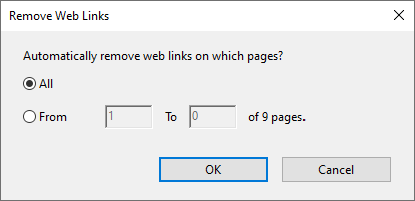 Remove Web Links
Automatically remove web links on which pages?
All
From 1 To 0 of 9 pages.
OK Cancel